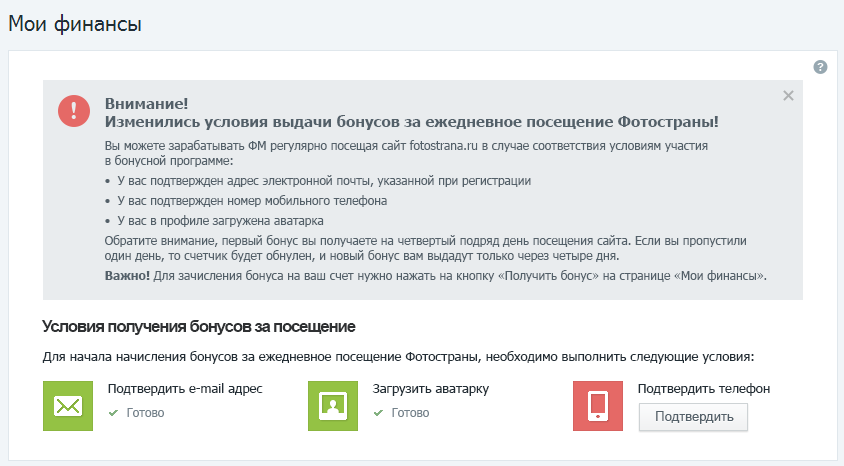 Мои финансы
?
Внимание!
Изменились условия выдачи бонусов за ежедневное посещение Фотостраны!
Вы можете зарабатывать ФМ регулярно посещая сайт fotostrana.ru в случае соответствия условиям участия
в бонусной программе:
• У вас подтвержден адрес электронной почты, указанной при регистрации
• У вас подтвержден номер мобильного телефона
• У вас в профиле загружена аватарка
Обратите внимание, первый бонус вы получаете на четвертый подряд день посещения сайта. Если вы пропустили
один день, то счетчик будет обнулен, и новый бонус вам выдадут только через четыре дня.
Важно! Для зачисления бонуса на ваш счет нужно нажать на кнопку «Получить бонус» на странице «Мои финансы».
Условия получения бонусов за посещение
Для начала начисления бонусов за ежедневное посещение Фотостраны, необходимо выполнить следующие условия:
Подтвердить e-mail адрес
Готово
Загрузить аватарку
Готово
Подтвердить телефон
Подтвердить